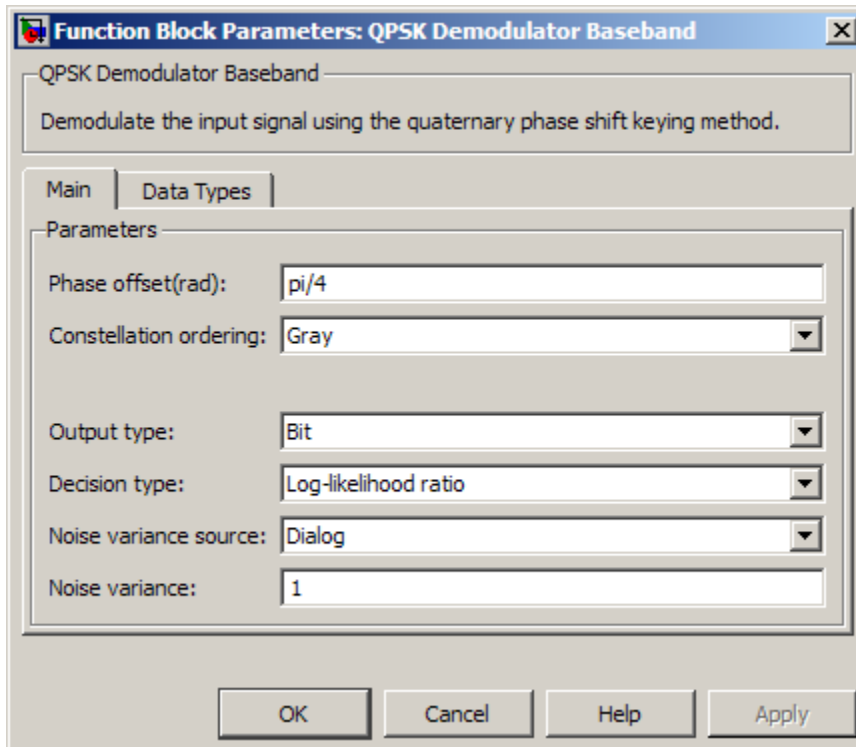 Function Block Parameters: QPSK Demodulator Baseband
QPSK Demodulator Baseband
Demodulate the input signal using the quaternary phase shift keying method.
Main Data Types
Parameters
Phase offset(rad): pi/4
Constellation ordering: Gray
Output type: Bit
Decision type: Log-likelihood ratio
Noise variance source: Dialog
Noise variance: 1
OK Cancel Help Apply